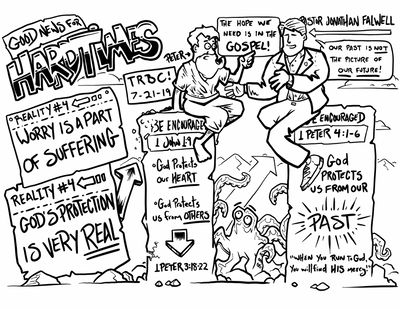 GOOD NEWS FOR
HARD TIMES
TRBC!
7-21-19
PETER
THE HOPE WE
NEED IS IN THE
GOSPEL!
PASTOR JONATHAN FALWELL
OUR PAST IS NOT
THE PICTURE OF
OUR FUTURE!
REALITY #4
WORRY IS A PART
OF SUFFERING
REALITY #4
GOD'S PROTECTION
IS VERY REAL
BE ENCOURAGED
1 JOHN 1:9
God Protects
Our HEART
God Protects
Us From OTHERS
1. PETER 3:18-22
BE ENCOURAGED
1 PETER 4:1-6
God
PROTECTS
US FROM OUR
PAST
"WHEN YOU RUN TO GOD,
You will find HIS mercy!"